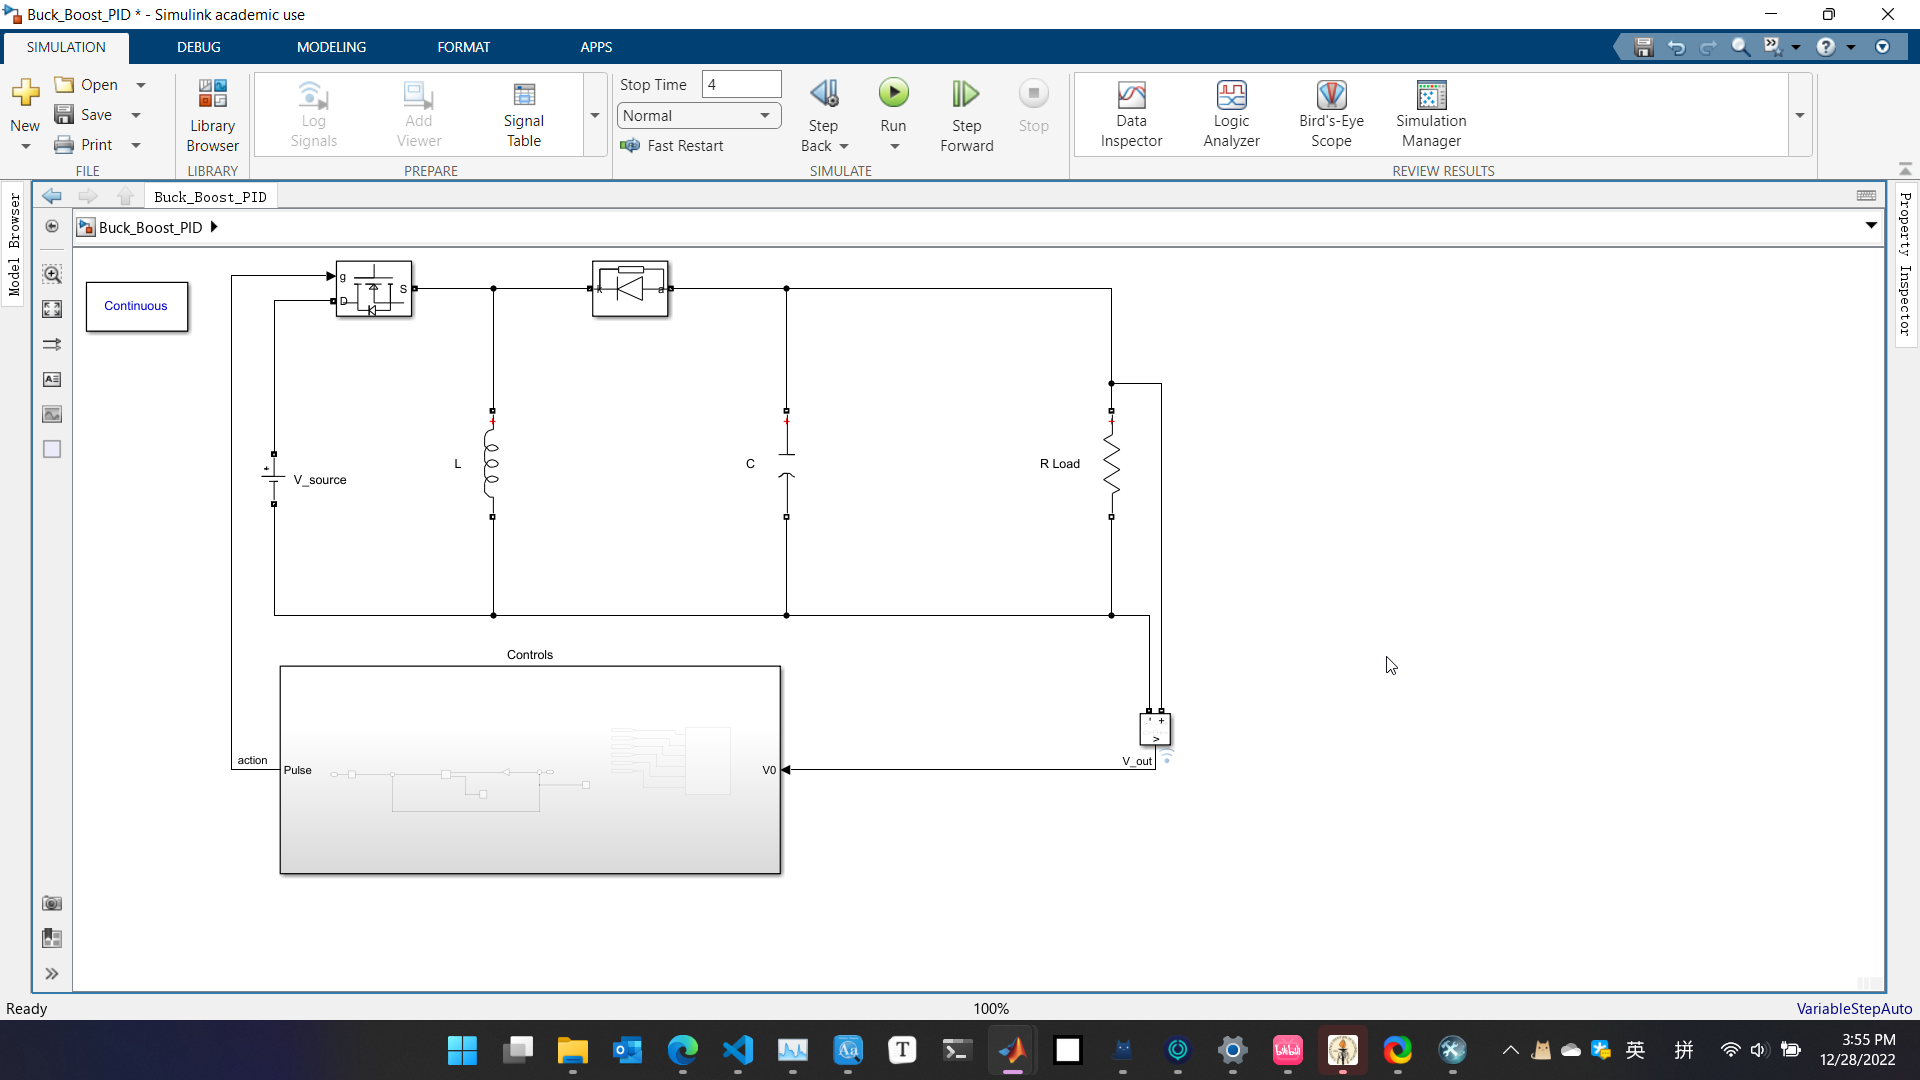 Buck_Boost_PID * - Simulink academic use
SIMULATION DEBUG MODELING FORMAT APPS
New
Open
Save
Print
FILE
Library Browser
LIBRARY
Log Signals
Add Viewer
Signal Table
PREPARE
Stop Time 4
Normal
Fast Restart
Step Back
Run
Step Forward
Stop
SIMULATE
Data Inspector
Logic Analyzer
Bird's-Eye Scope
Simulation Manager
REVIEW RESULTS
Model Browser
Buck_Boost_PID
Buck_Boost_PID
Property Inspector
Continuous
g
D
S
k
a
V_source
L
C
R Load
Controls
action
Pulse
V0
V_out
Ready
100%
VariableStepAuto
英
拼
3:55 PM
12/28/2022